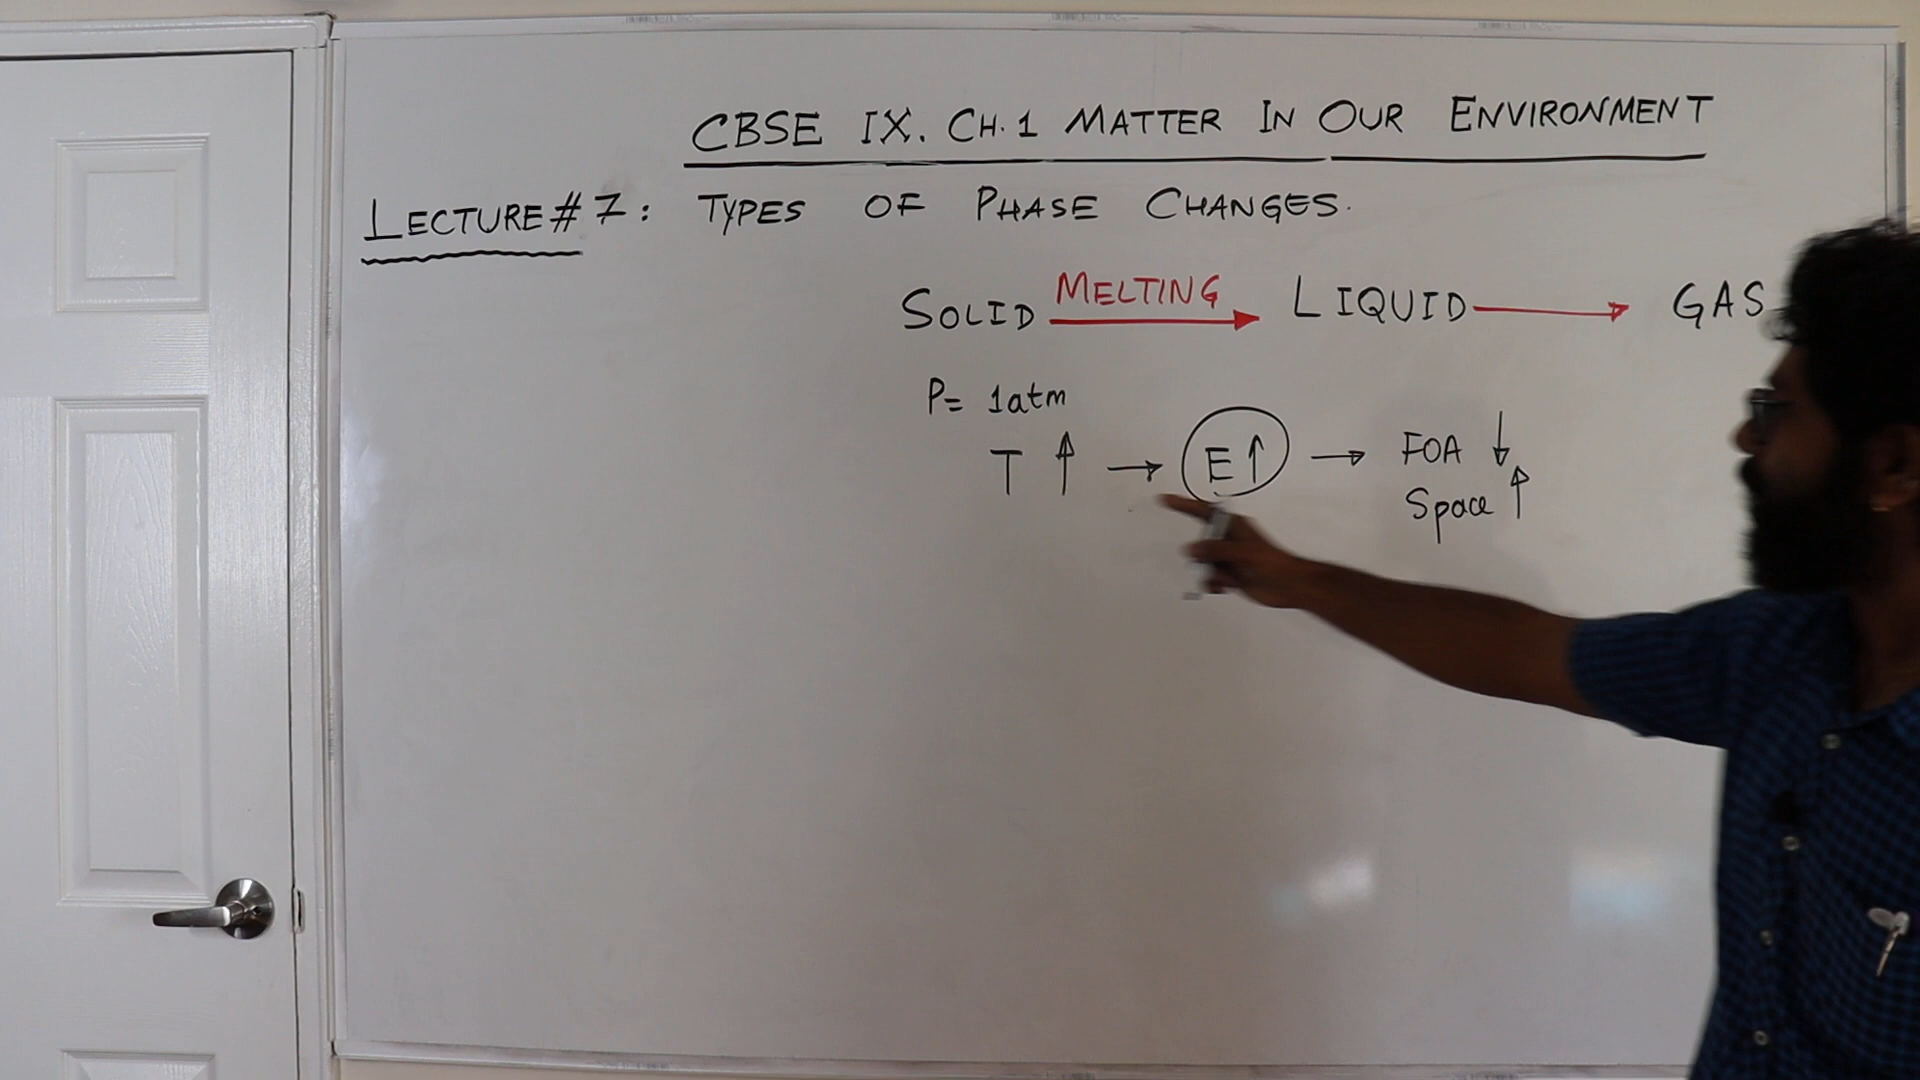 CBSE IX. CH.1 MATTER IN OUR ENVIRONMENT
LECTURE# 7: TYPES OF PHASE CHANGES.
SOLID MELTING → LIQUID → GAS
P= 1atm
T ↑ → E↑ → FOA ↓
Space ↑